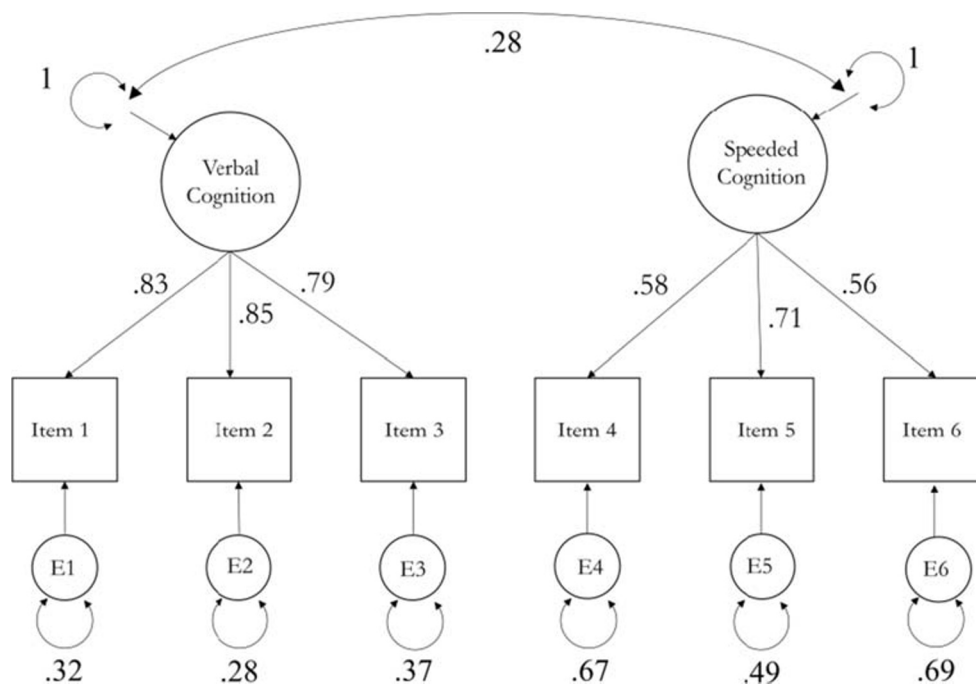 .28
1
1
Verbal
Cognition
Speeded
Cognition
.83
.85
.79
.58
.71
.56
Item 1
Item 2
Item 3
Item 4
Item 5
Item 6
E1
E2
E3
E4
E5
E6
.32
.28
.37
.67
.49
.69